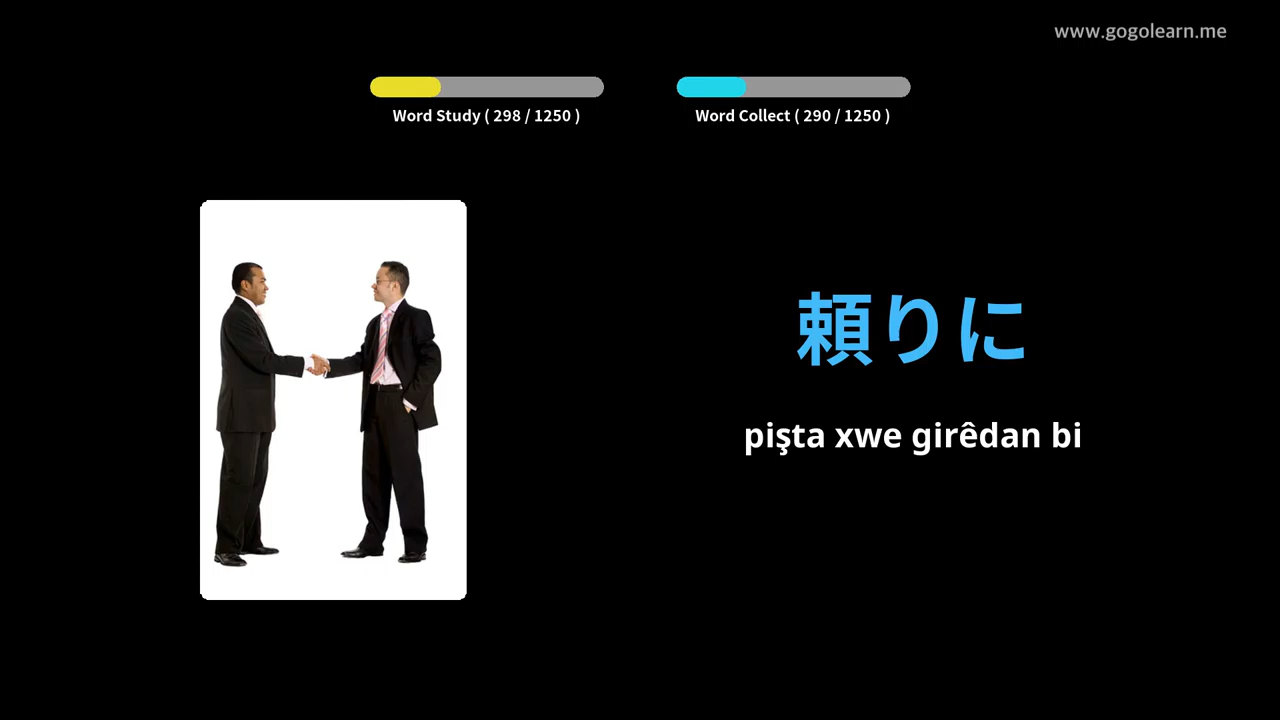 www.gogolearn.me
Word Study ( 298 / 1250 )
Word Collect ( 290 / 1250 )
頼りに
pişta xwe girêdan bi